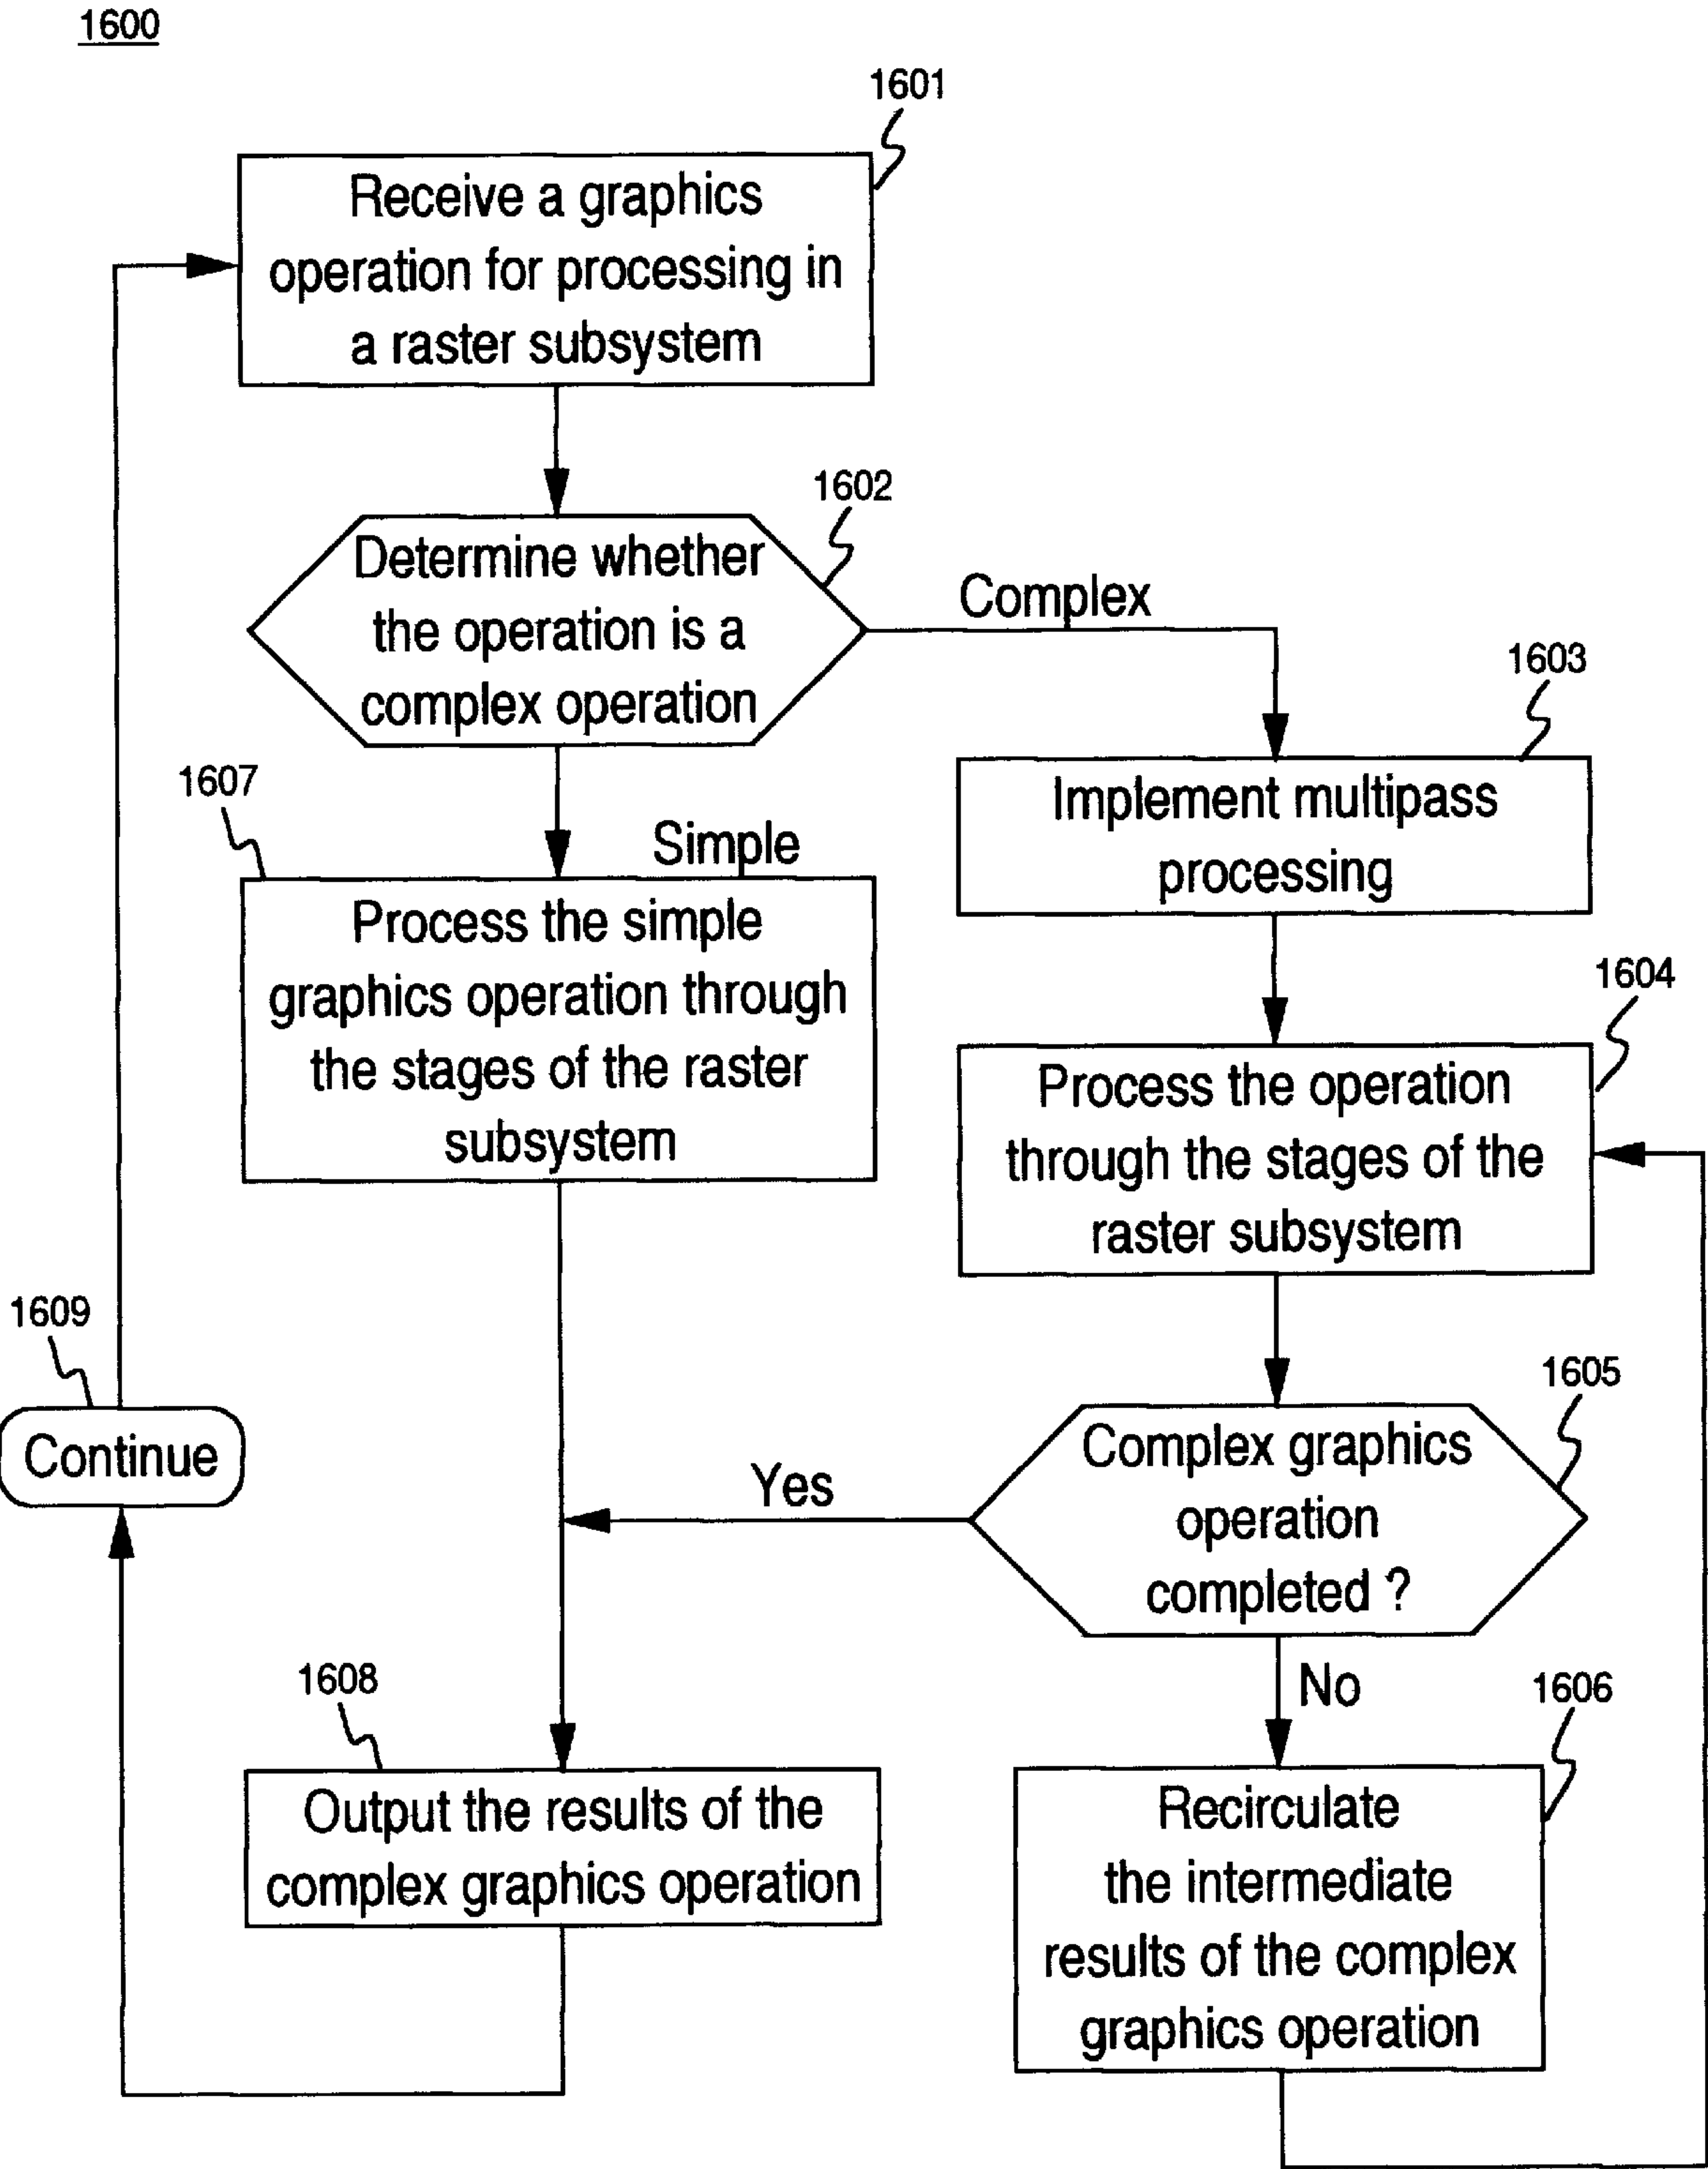 1600
1601
Receive a graphics
operation for processing in
a raster subsystem
1602
Determine whether
the operation is a
complex operation
Complex
1603
Implement multipass
processing
1607
Simple
Process the simple
graphics operation through
the stages of the raster
subsystem
1604
Process the operation
through the stages of the
raster subsystem
1609
Continue
1605
Complex graphics
operation
completed ?
Yes
No
1608
Output the results of the
complex graphics operation
1606
Recirculate
the intermediate
results of the complex
graphics operation